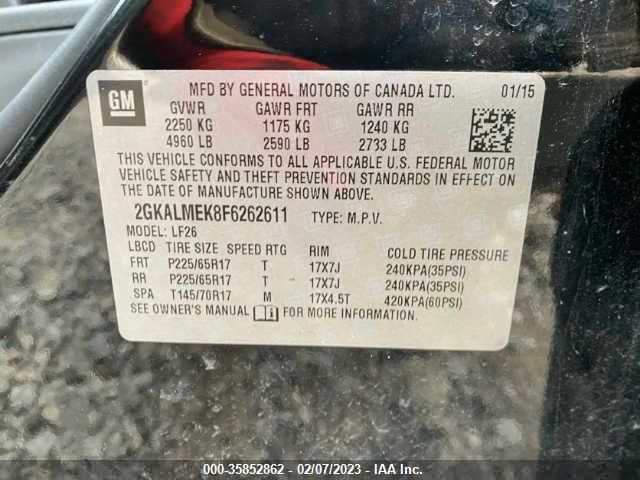 GM
MFD BY GENERAL MOTORS OF CANADA LTD. 01/15
GVWR GAWR FRT GAWR RR
2250 KG 1175 KG 1240 KG
4960 LB 2590 LB 2733 LB
THIS VEHICLE CONFORMS TO ALL APPLICABLE U.S. FEDERAL MOTOR
VEHICLE SAFETY AND THEFT PREVENTION STANDARDS IN EFFECT ON
THE DATE OF MANUFACTURE SHOWN ABOVE.
2GKALMEK8F6262611 TYPE: M.P.V.
MODEL: LF26
LBCD TIRE SIZE SPEED RTG RIM COLD TIRE PRESSURE
FRT P225/65R17 T 17X7J 240KPA(35PSI)
RR P225/65R17 T 17X7J 240KPA(35PSI)
SPA T145/70R17 M 17X4.5T 420KPA(60PSI)
SEE OWNER'S MANUAL FOR MORE INFORMATION.
000-35852862 - 02/07/2023 - IAA Inc.